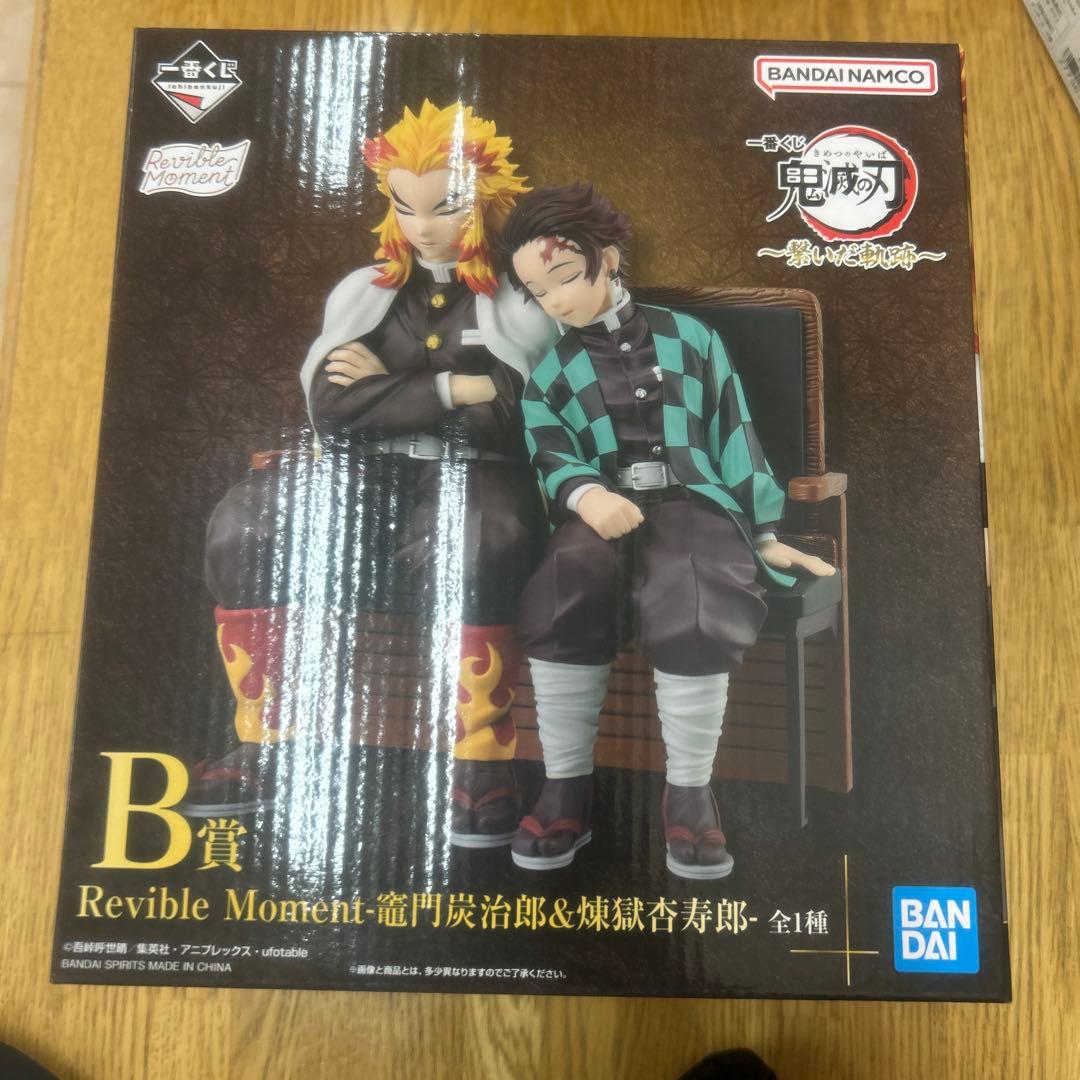 一番くじ
ichibankuji
Revible
Moment
BANDAI NAMCO
一番くじ
きめつのやいば
鬼滅の刃
～繋いだ軌跡～
B賞
Revible Moment-竈門炭治郎&煉獄杏寿郎- 全1種
©吾峠呼世晴／集英社・アニプレックス・ufotable
BANDAI SPIRITS MADE IN CHINA
※画像と商品とは、多少異なりますのでご了承ください。
BAN
DAI